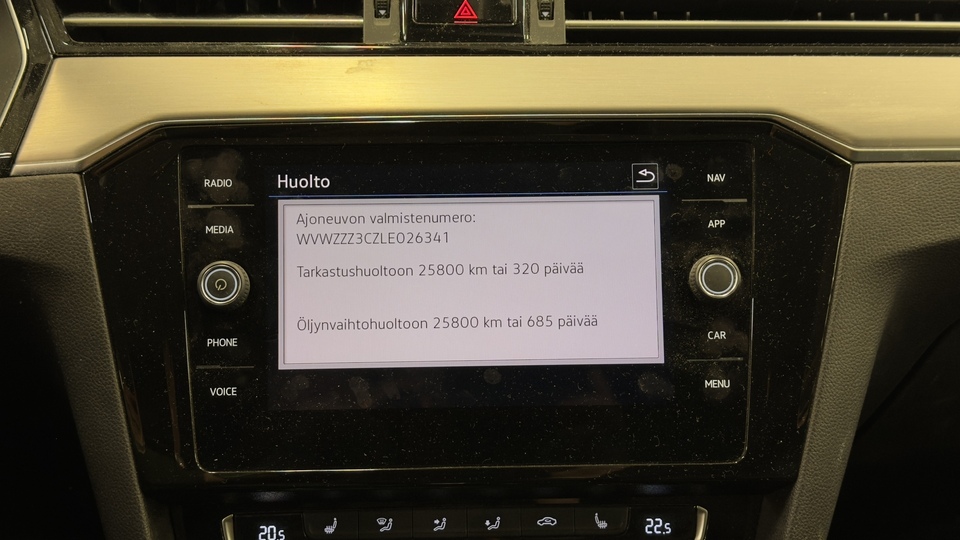 RADIO
MEDIA
PHONE
VOICE
Huolto
Ajoneuvon valmistenumero:
WVWZZZ3CZLE026341
Tarkastushuoltoon 25800 km tai 320 päivää
Öljynvaihtohuoltoon 25800 km tai 685 päivää
NAV
APP
CAR
MENU
20.5
22.5